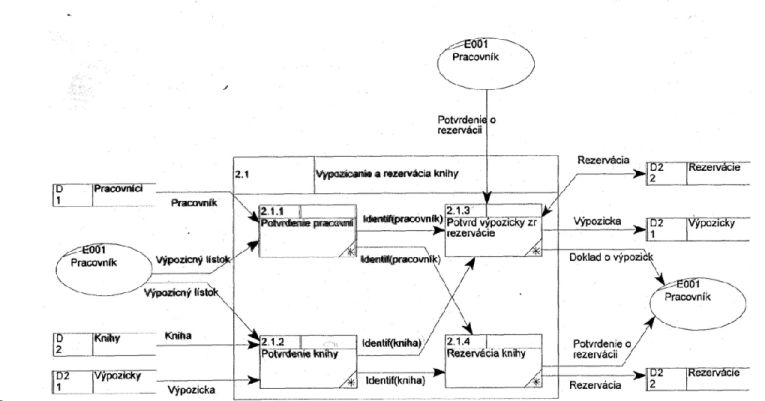 E001
Pracovník
Potvrdenie o
rezervácii
2.1
Vypozicanie a rezervácia knihy
Rezervácia
D2
2
Rezervácie
D
1
Pracovníci
Pracovník
2.1.1
Potvrdenie pracovní
Identif(pracovník)
2.1.3
Potvrd výpozicky zr
rezervácie
Výpozicka
D2
1
Výpozicky
E001
Pracovník
Výpozicný lístok
Identif(pracovník)
Doklad o výpozick
E001
Pracovník
Výpozicný lístok
D
2
Knihy
Kniha
2.1.2
Potvrdenie knihy
Identif(kniha)
2.1.4
Rezervácia knihy
Potvrdenie o
rezervácii
D2
1
Výpozicky
Výpozicka
Identif(kniha)
Rezervácia
D2
2
Rezervácie